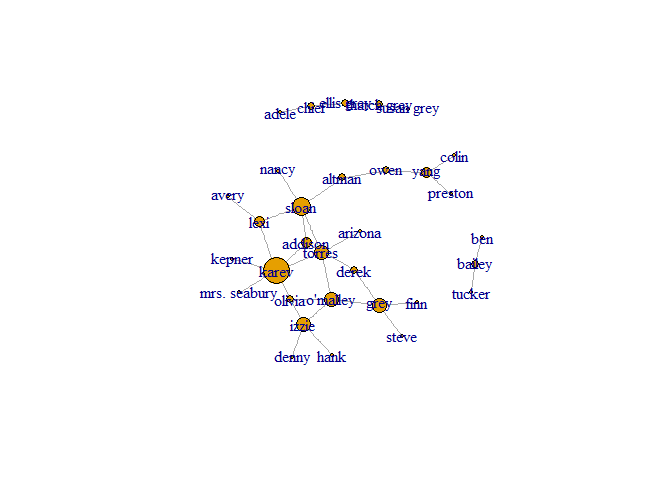 ellis grey
thatch grey
chief
susan grey
adele
colin
nancy
owen
yang
altman
avery
preston
sloan
lexi
arizona
ben
addison
torres
kepner
bailey
karev
derek
mrs. seabury
tucker
olivia
o'malley
grey
finn
izzie
steve
denny
hank